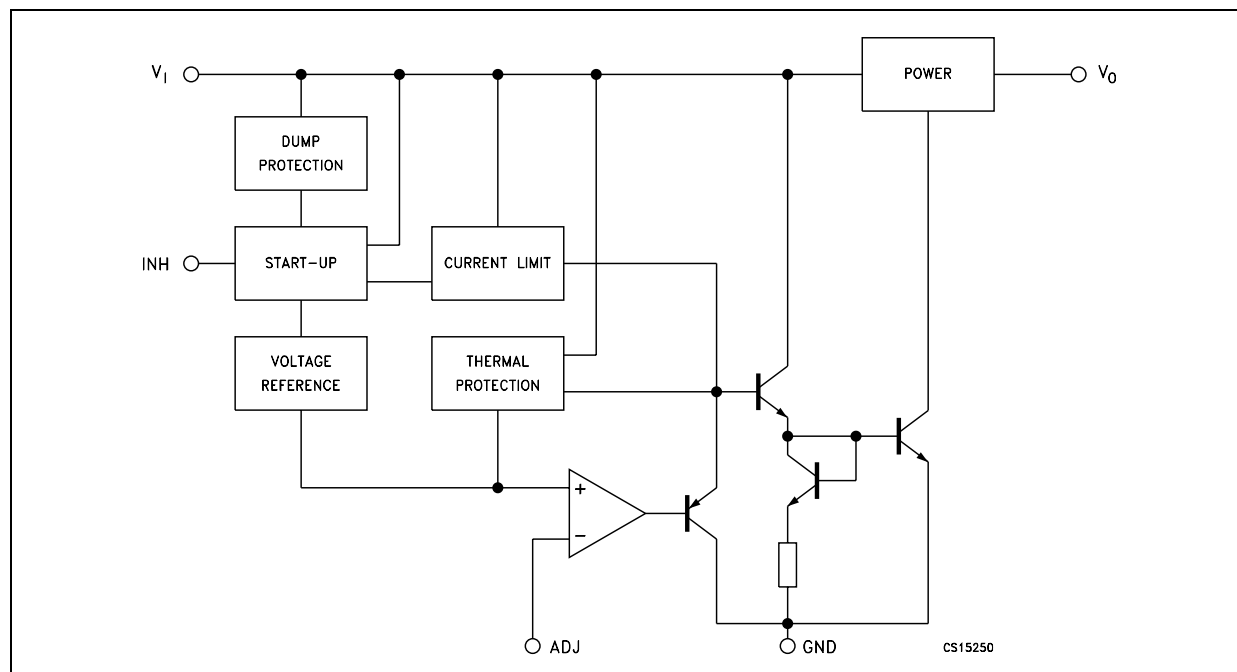 V_I
POWER
V_O
DUMP
PROTECTION
INH
START-UP
CURRENT LIMIT
VOLTAGE
REFERENCE
THERMAL
PROTECTION
+
−
ADJ
GND
CS15250